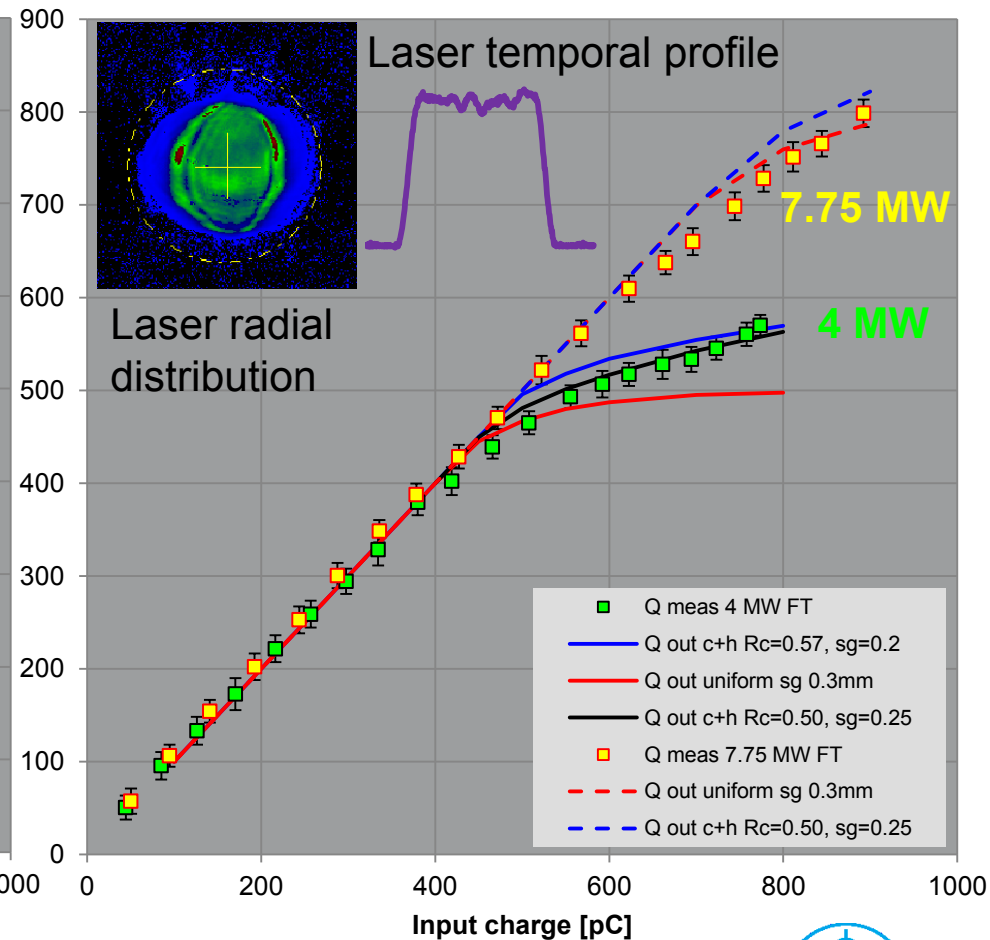 900
800
700
600
500
400
300
200
100
0
000
0
200
400
600
800
1000
Input charge [pC]
Laser temporal profile
Laser radial
distribution
7.75 MW
4 MW
Q meas 4 MW FT
Q out c+h Rc=0.57, sg=0.2
Q out uniform sg 0.3mm
Q out c+h Rc=0.50, sg=0.25
Q meas 7.75 MW FT
Q out uniform sg 0.3mm
Q out c+h Rc=0.50, sg=0.25